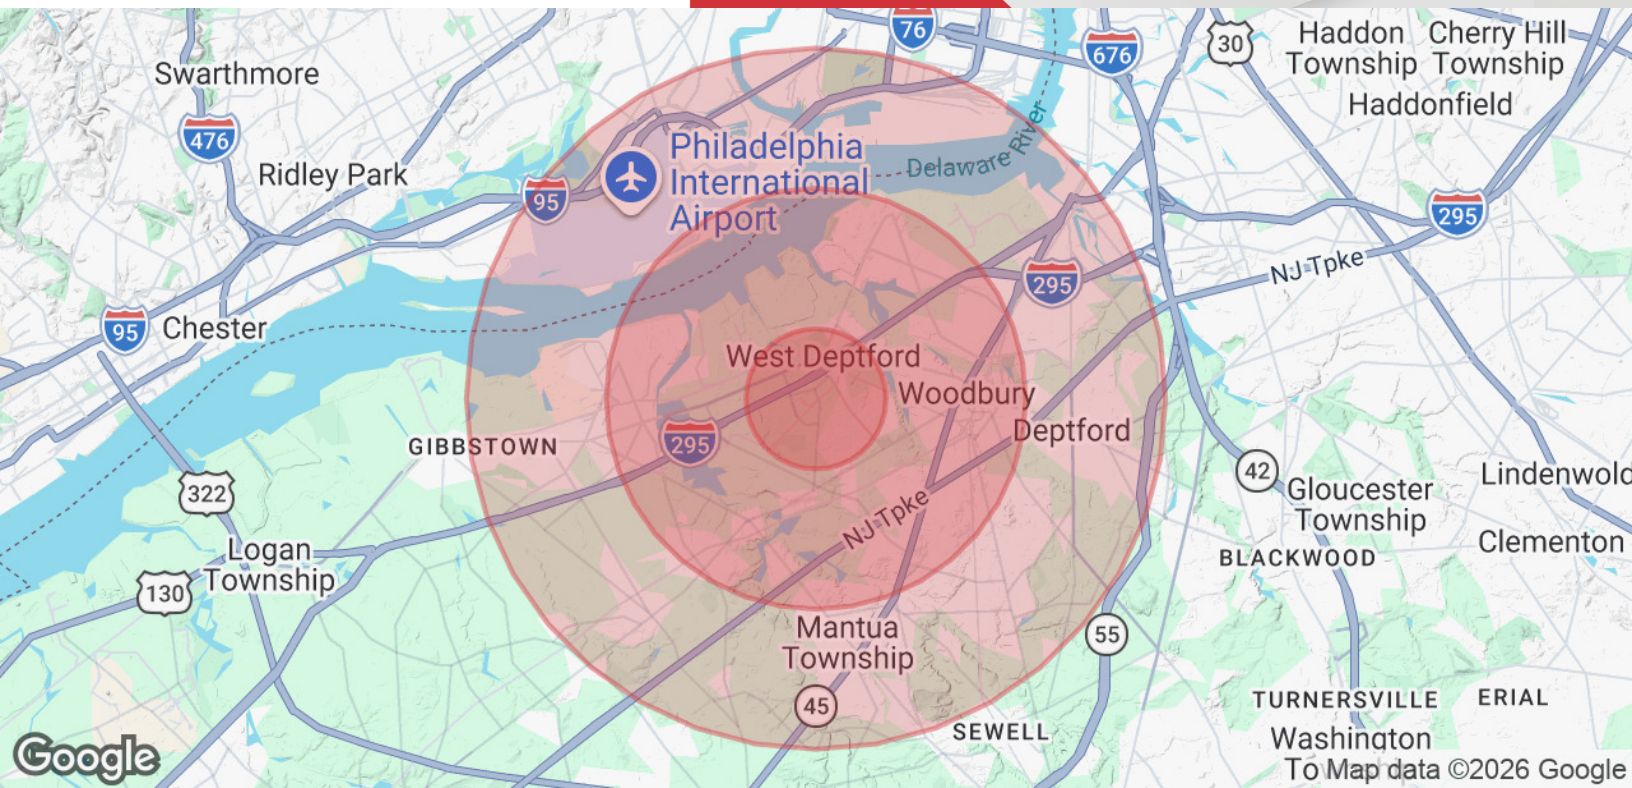 76
676
30
Haddon
Township
Cherry Hill
Township
Haddonfield
Swarthmore
476
Ridley Park
Philadelphia
International
Airport
Delaware River
95
295
NJ Tpke
295
95
Chester
West Deptford
Woodbury
Deptford
295
GIBBSTOWN
322
42
Lindenwold
Gloucester
Township
NJ Tpke
Clementon
BLACKWOOD
Logan
Township
130
Mantua
Township
55
45
SEWELL
TURNERSVILLE
ERIAL
Washington
To
Google
Map data ©2026 Google